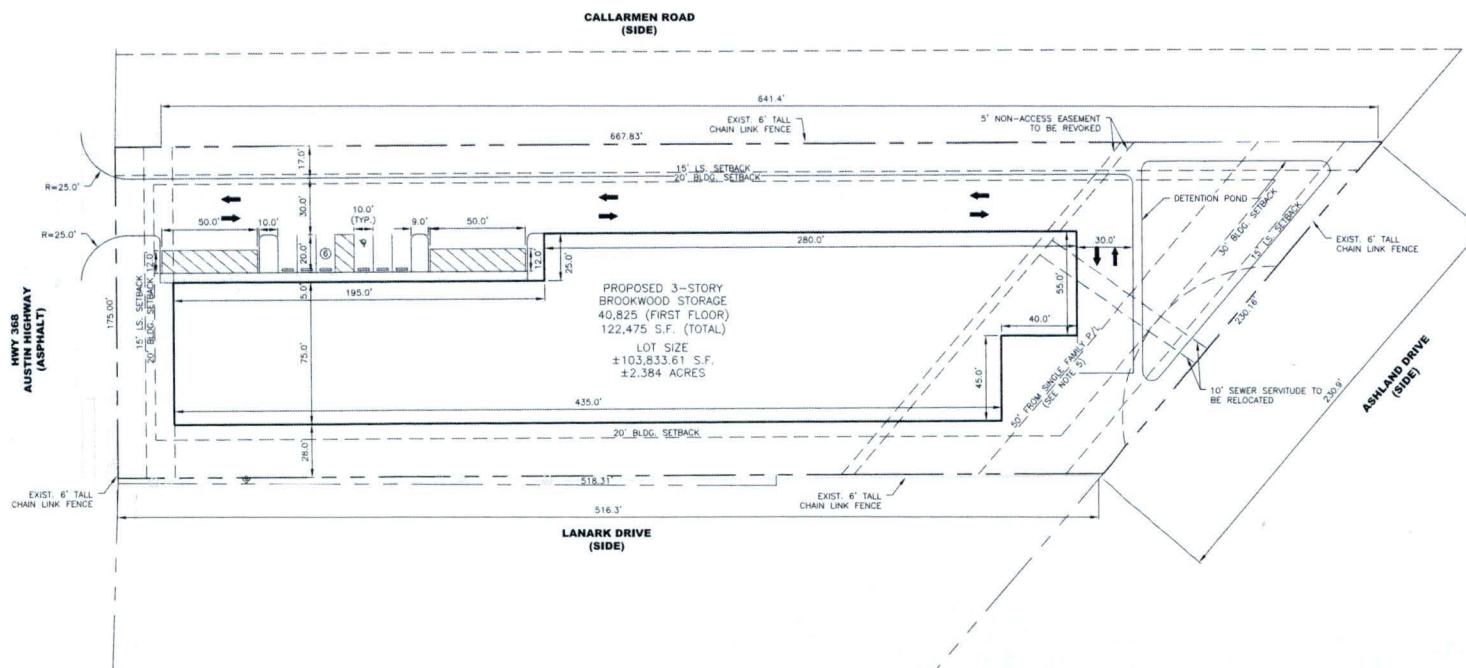 CALLARMEN ROAD
(SIDE)
641.4'
EXIST. 6' TALL
CHAIN LINK FENCE
5' NON-ACCESS EASEMENT
TO BE REVOKED
667.83'
17.0'
15' LS. SETBACK
20' BLDG. SETBACK
R=25.0'
DETENTION POND
30.0'
50.0'
10.0'
10.0'
(TYP.)
9.0'
50.0'
R=25.0'
12.0'
20.0'
6
12.0'
25.0'
280.0'
30.0'
30' BLDG. SETBACK
15' LS. SETBACK
EXIST. 6' TALL
CHAIN LINK FENCE
5.0'
195.0'
PROPOSED 3-STORY
BROOKWOOD STORAGE
40,825 (FIRST FLOOR)
122,475 S.F. (TOTAL)
LOT SIZE
±103,833.61 S.F.
±2.384 ACRES
55.0'
40.0'
45.0'
230.16'
HWY 368
AUSTIN HIGHWAY
(ASPHALT)
175.00'
15' LS. SETBACK
20' BLDG. SETBACK
75.0'
50' FROM SINGLE FAMILY P/L
(SEE NOTE 5)
10' SEWER SERVITUDE TO
BE RELOCATED
230.9'
ASHLAND DRIVE
(SIDE)
435.0'
20' BLDG. SETBACK
28.0'
EXIST. 6' TALL
CHAIN LINK FENCE
518.31'
EXIST. 6' TALL
CHAIN LINK FENCE
516.3'
LANARK DRIVE
(SIDE)